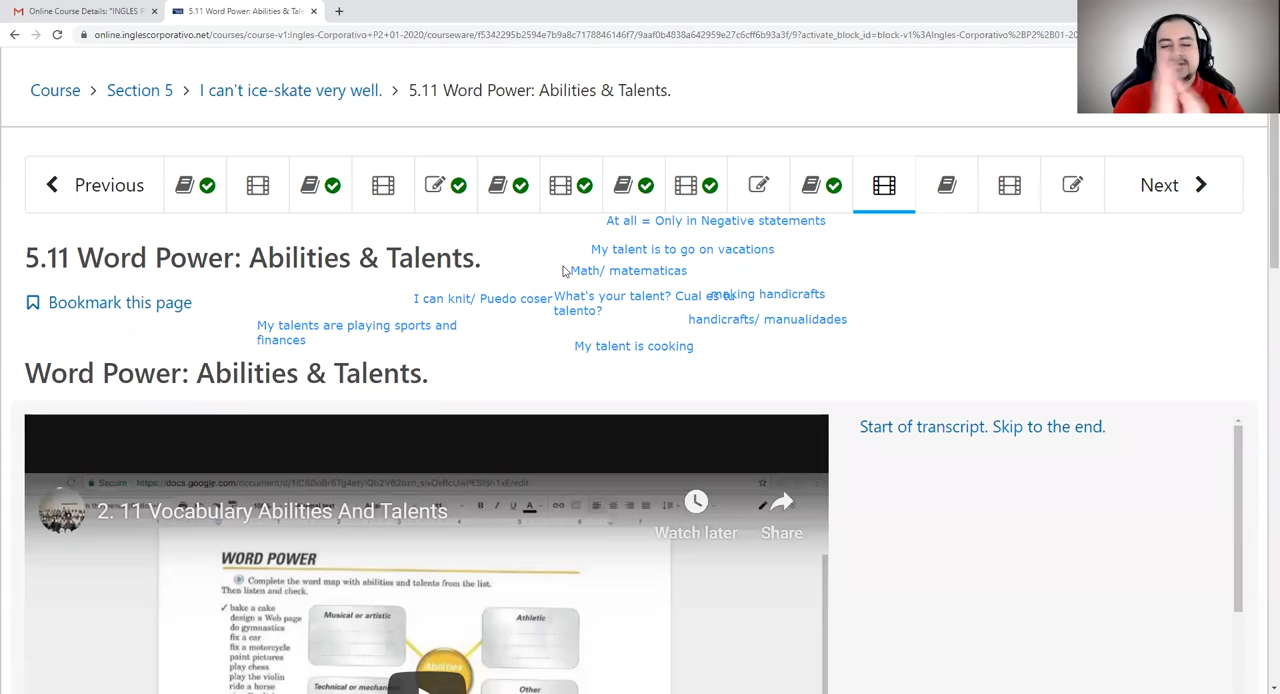 Online Course Details: "INGLES P
5.11 Word Power: Abilities & Tale
online.inglescorporativo.net/courses/course-v1:Ingles-Corporativo+P2+01-2020/courseware/f5342295b2594e7b9a8c7178846146f7/9aaf0b4838a642959e27c6cff6b93a3f/9?activate_block_id=block-v1%3AIngles-Corporativo%2BP2%2B01-20
Course > Section 5 > I can't ice-skate very well. > 5.11 Word Power: Abilities & Talents.
Previous
Next
At all = Only in Negative statements
5.11 Word Power: Abilities & Talents.
My talent is to go on vacations
Math/ matematicas
Bookmark this page
I can knit/ Puedo coser
What's your talent? Cual es tu
talento?
making handicrafts
handicrafts/ manualidades
My talents are playing sports and
finances
My talent is cooking
Word Power: Abilities & Talents.
Start of transcript. Skip to the end.
Secure
2. 11 Vocabulary Abilities And Talents
Watch later
Share
WORD POWER
Complete the word map with abilities and talents from the list.
Then listen and check.
✓ bake a cake
design a Web page
do gymnastics
fix a car
fix a motorcycle
paint pictures
play chess
play the violin
ride a horse
Musical or artistic
Athletic
Abilities
Technical or mechan
Other